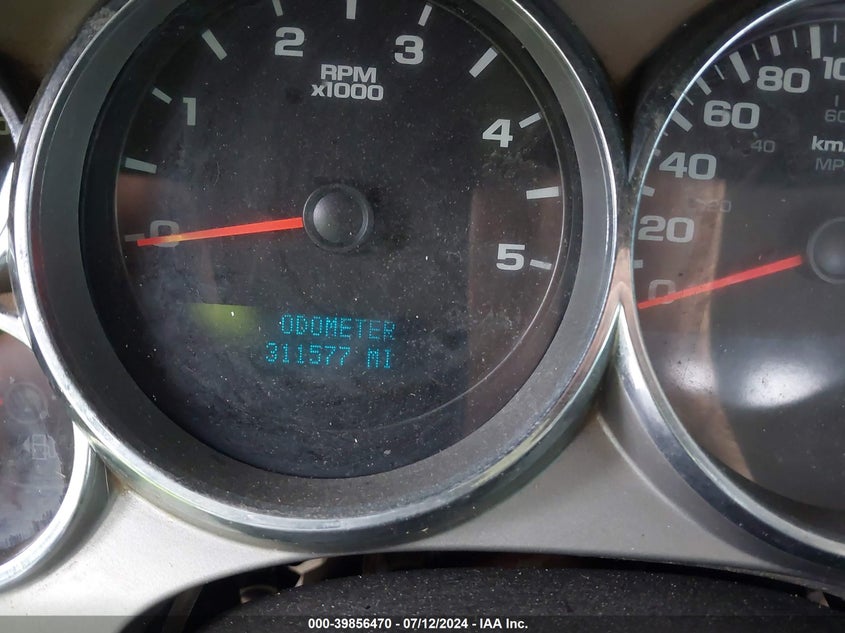 1 2 3 4 5
RPM
x1000
0
ODOMETER
311577 MI
0 20 40 60 80
20 40 60
km/
MP
000-39856470 - 07/12/2024 - IAA Inc.